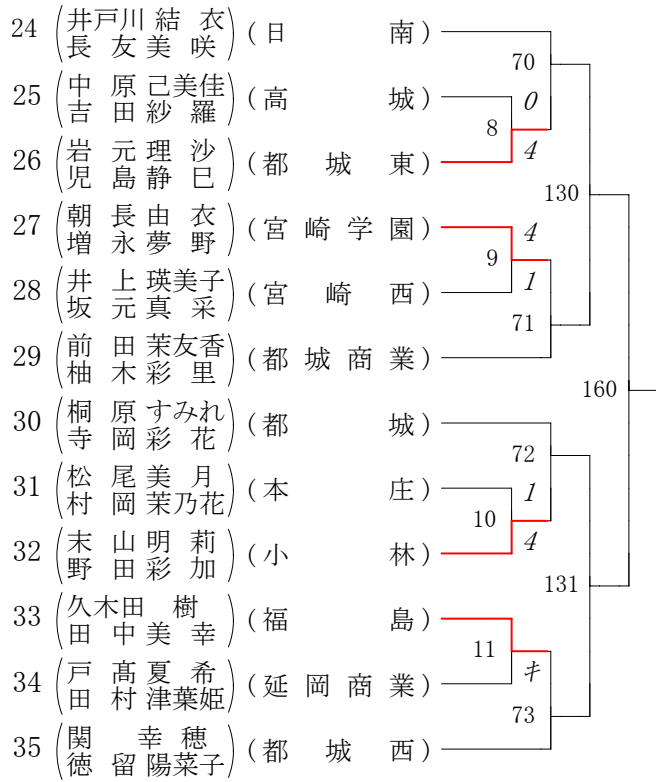 24 井戸川 結 衣 (日 南)
長 友 美 咲
70
25 中 原 己美佳 (高 城)
吉 田 紗 羅
0
8
26 岩 元 理 沙 (都 城 東)
児 島 静 巳
4
130
27 朝 長 由 衣 (宮 崎 学 園)
増 永 夢 野
4
9
28 井 上 瑛美子 (宮 崎 西)
坂 元 真 采
1
71
29 前 田 茉友香 (都 城 商 業)
柚 木 彩 里
160
30 桐 原 すみれ (都 城)
寺 岡 彩 花
72
31 松 尾 美 月 (本 庄)
村 岡 茉乃花
1
10
32 末 山 明 莉 (小 林)
野 田 彩 加
4
131
33 久木田 樹 (福 島)
田 中 美 幸
11
34 戸 髙 夏 希 (延 岡 商 業)
田 村 津葉姫
キ
73
35 関 幸 穂 (都 城 西)
徳 留 陽菜子